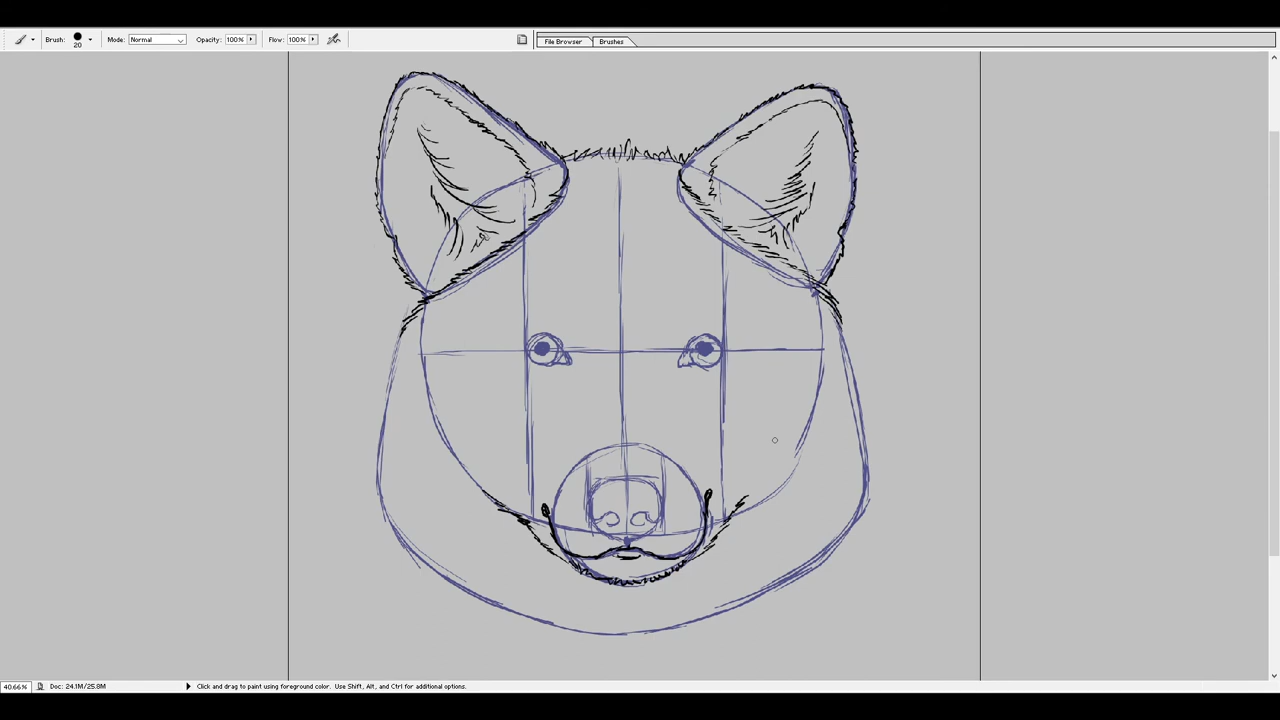 Brush: 20 Mode: Normal Opacity: 100% Flow: 100% File Browser Brushes
40.66% Doc: 24.1M/25.8M Click and drag to paint using foreground color. Use Shift, Alt, and Ctrl for additional options.